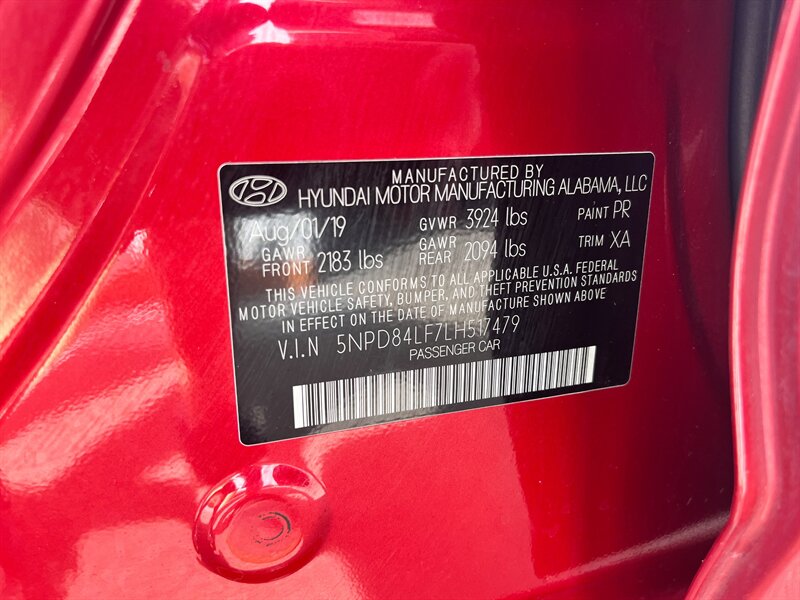 MANUFACTURED BY
HYUNDAI MOTOR MANUFACTURING ALABAMA, LLC
Aug/01/19 GVWR 3924 lbs PAINT PR
GAWR FRONT 2183 lbs GAWR REAR 2094 lbs TRIM XA
THIS VEHICLE CONFORMS TO ALL APPLICABLE U.S.A. FEDERAL
MOTOR VEHICLE SAFETY, BUMPER, AND THEFT PREVENTION STANDARDS
IN EFFECT ON THE DATE OF MANUFACTURE SHOWN ABOVE
V.I.N 5NPD84LF7LH517479
PASSENGER CAR